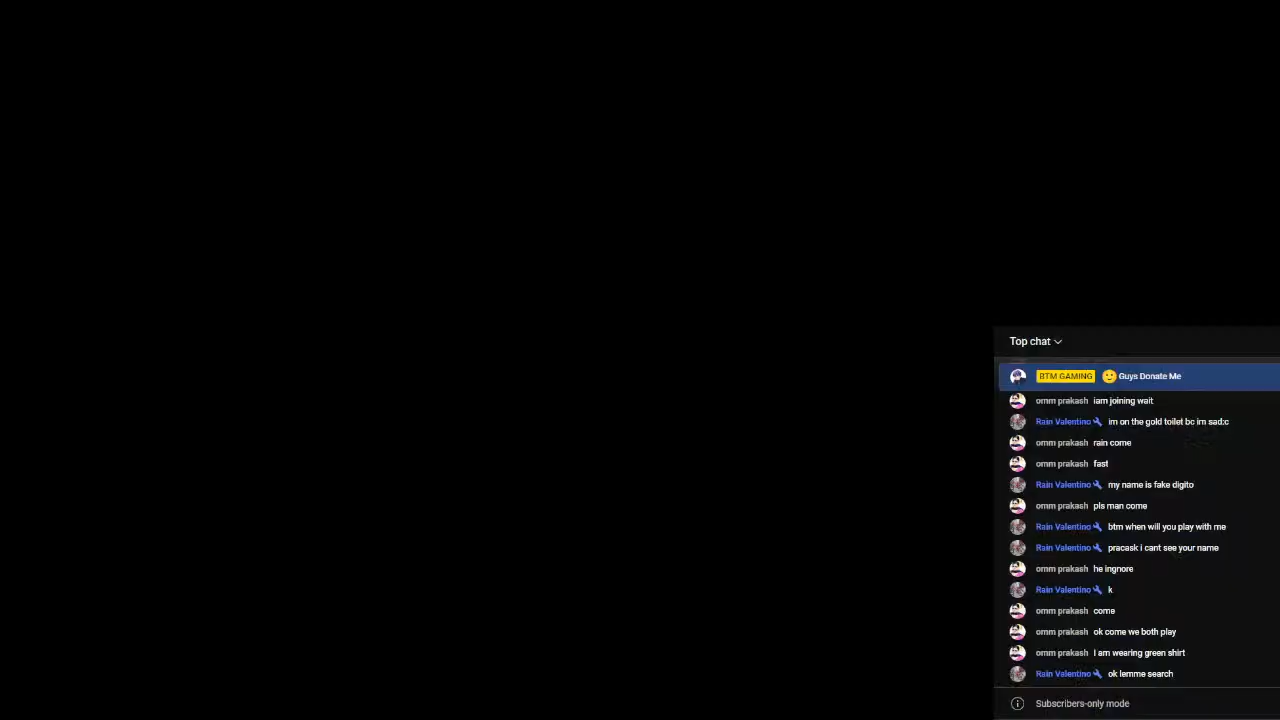 Top chat
BTM GAMING Guys Donate Me
omm prakash iam joining wait
Rain Valentino im on the gold toilet bc im sad:c
omm prakash rain come
omm prakash fast
Rain Valentino my name is fake digito
omm prakash pls man come
Rain Valentino btm when will you play with me
Rain Valentino pracask i cant see your name
omm prakash he ingnore
Rain Valentino k
omm prakash come
omm prakash ok come we both play
omm prakash i am wearing green shirt
Rain Valentino ok lemme search
Subscribers-only mode